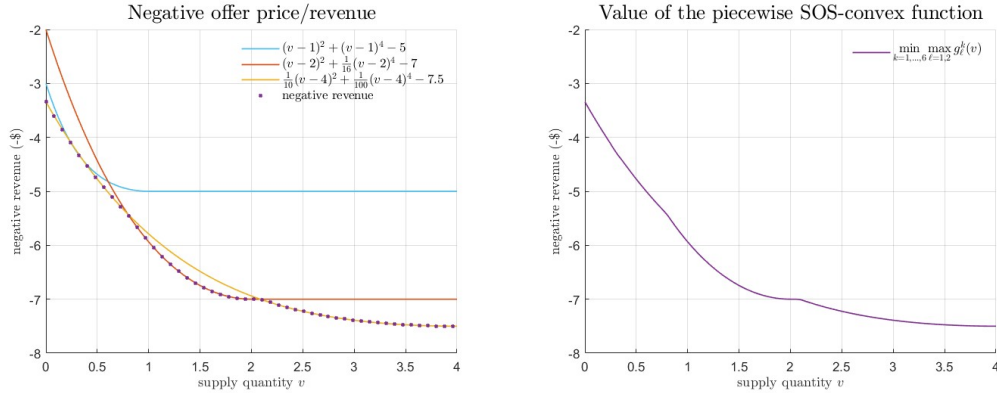 Negative offer price/revenue
-2
-3
-4
-5
-6
-7
-8
negative revenue (-$)
(v − 1)² + (v − 1)⁴ − 5
(v − 2)² + 1/16 (v − 2)⁴ − 7
1/10 (v − 4)² + 1/100 (v − 4)⁴ − 7.5
negative revenue
0 0.5 1 1.5 2 2.5 3 3.5 4
supply quantity v
Value of the piecewise SOS-convex function
-2
-3
-4
-5
-6
-7
-8
negative revenue (-$)
min k=1,...,6 max ℓ=1,2 gℓᵏ(v)
0 0.5 1 1.5 2 2.5 3 3.5 4
supply quantity v